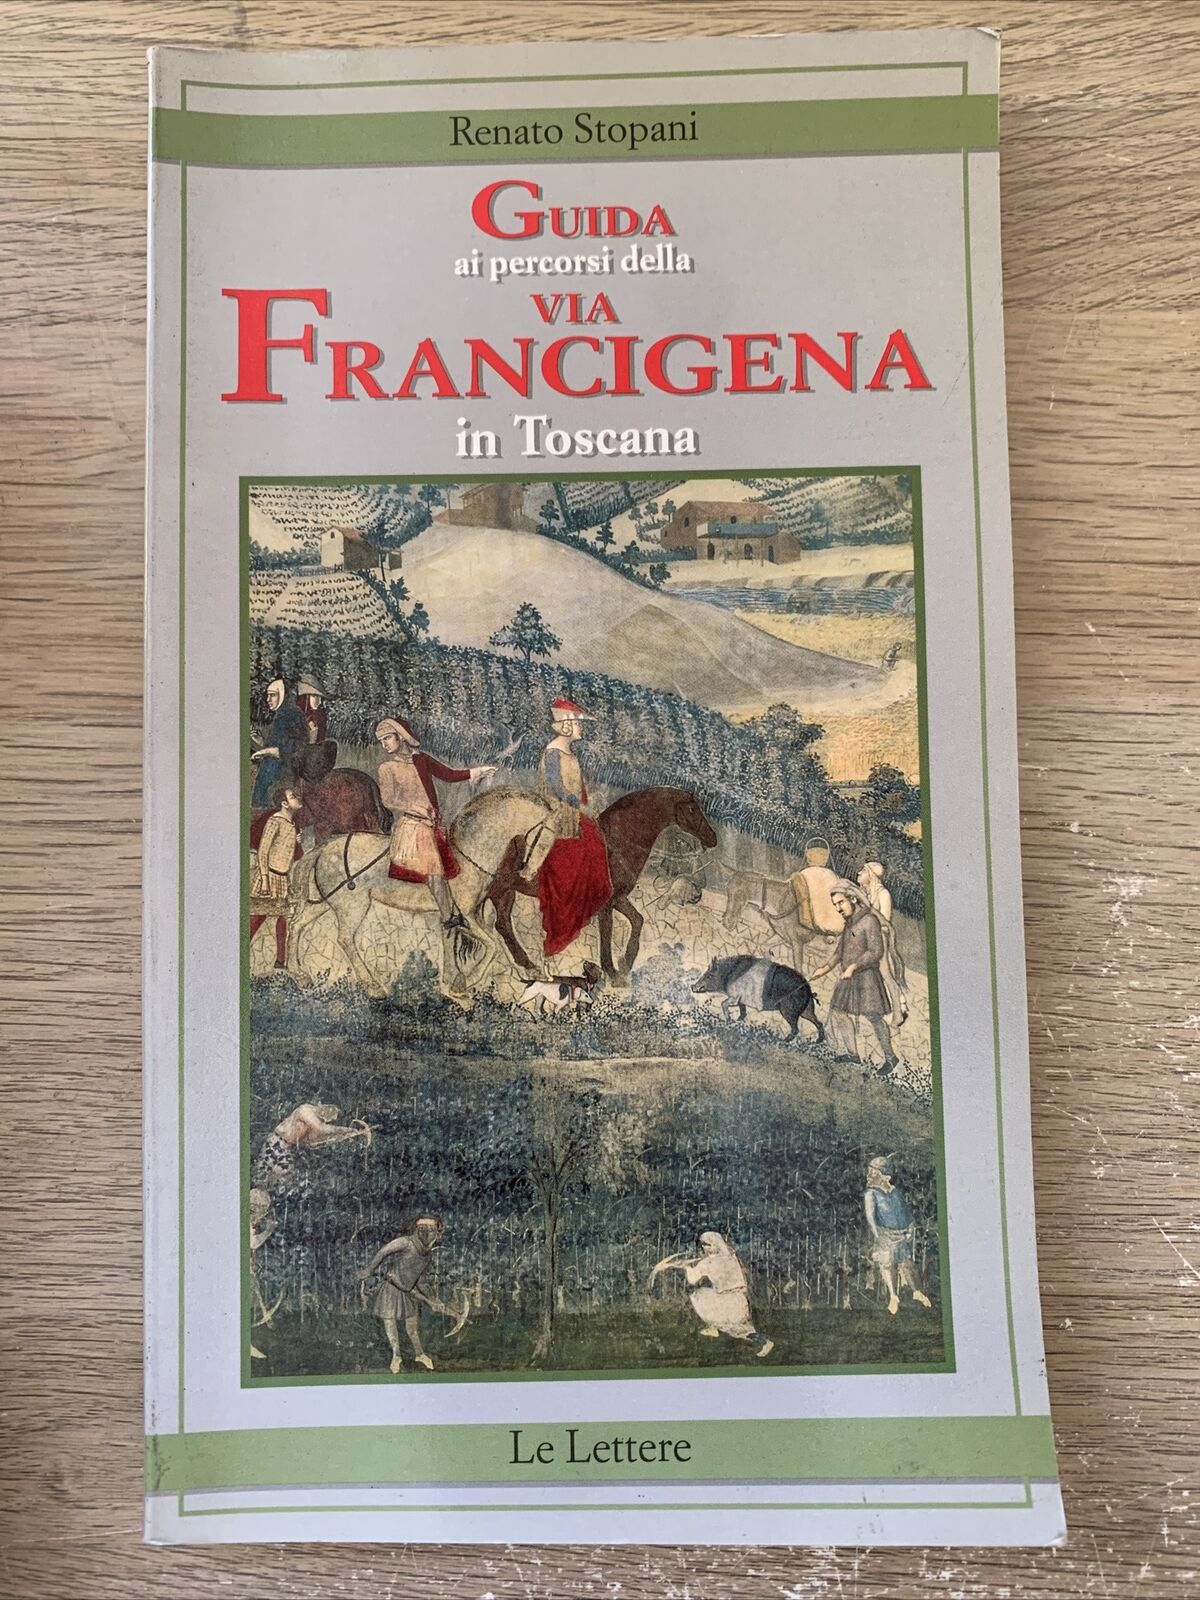 Renato Stopani
GUIDA
ai percorsi della
VIA
FRANCIGENA
in Toscana
Le Lettere